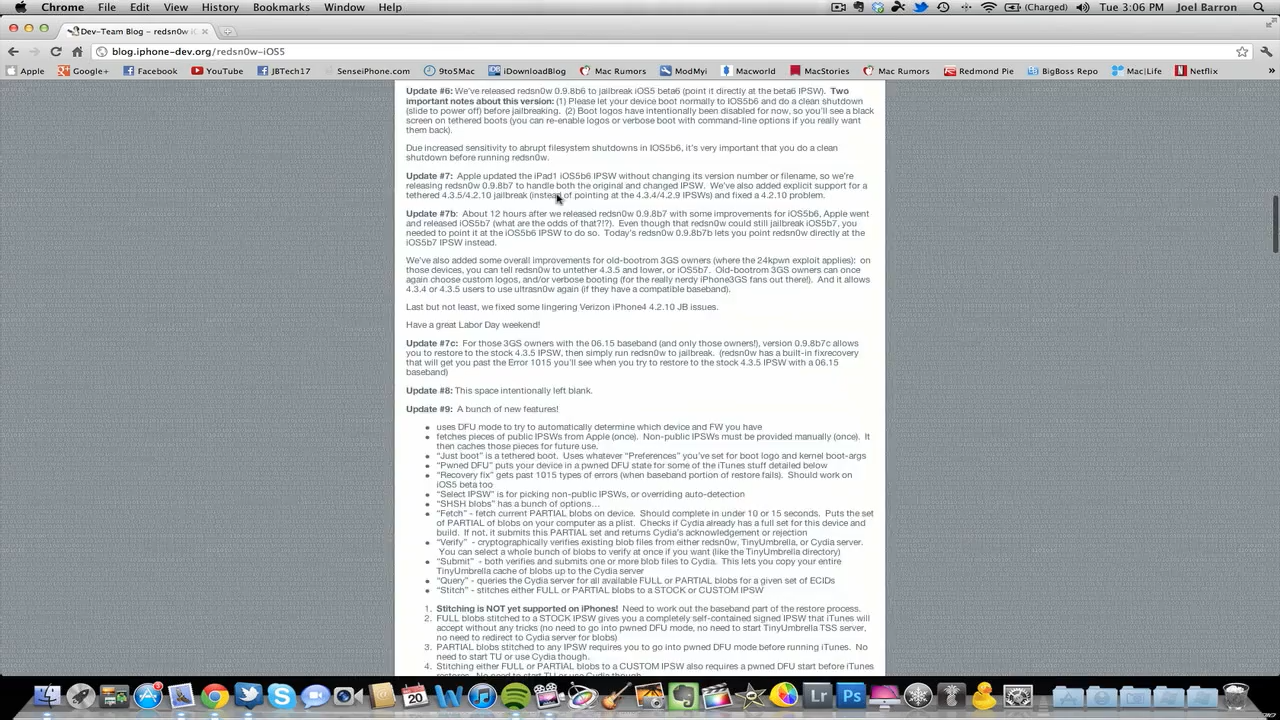 Chrome File Edit View History Bookmarks Window Help (Charged) Tue 3:06 PM Joel Barron
Dev-Team Blog – redsn0w i
blog.iphone-dev.org/redsn0w-iOS5
Apple Google+ Facebook YouTube JBTech17 SenseiPhone.com 9to5Mac iDownloadBlog Mac Rumors ModMyi Macworld MacStories Mac Rumors Redmond Pie BigBoss Repo Mac|Life Netflix
Update #6: We've released redsn0w 0.9.8b6 to jailbreak iOS5 beta6 (point it directly at the beta6 IPSW). Two
important notes about this version: (1) Please let your device boot normally to IOS5b6 and do a clean shutdown
(slide to power off) before jailbreaking. (2) Boot logos have intentionally been disabled for now, so you'll see a black
screen on tethered boots (you can re-enable logos or verbose boot with command-line options if you really want
them back).
Due increased sensitivity to abrupt filesystem shutdowns in IOS5b6, it's very important that you do a clean
shutdown before running redsn0w.
Update #7: Apple updated the iPad1 iOS5b6 IPSW without changing its version number or filename, so we're
releasing redsn0w 0.9.8b7 to handle both the original and changed IPSW. We've also added explicit support for a
tethered 4.3.5/4.2.10 jailbreak (instead of pointing at the 4.3.4/4.2.9 IPSWs) and fixed a 4.2.10 problem.
Update #7b: About 12 hours after we released redsn0w 0.9.8b7 with some improvements for iOS5b6, Apple went
and released iOS5b7 (what are the odds of that?!?). Even though that redsn0w could still jailbreak iOS5b7, you
needed to point it at the iOS5b6 IPSW to do so. Today's redsn0w 0.9.8b7b lets you point redsn0w directly at the
iOS5b7 IPSW instead.
We've also added some overall improvements for old-bootrom 3GS owners (where the 24kpwn exploit applies): on
those devices, you can tell redsn0w to untether 4.3.5 and lower, or iOS5b7. Old-bootrom 3GS owners can once
again choose custom logos, and/or verbose booting (for the really nerdy iPhone3GS fans out there!). And it allows
4.3.4 or 4.3.5 users to use ultrasn0w again (if they have a compatible baseband).
Last but not least, we fixed some lingering Verizon iPhone4 4.2.10 JB issues.
Have a great Labor Day weekend!
Update #7c: For those 3GS owners with the 06.15 baseband (and only those owners!), version 0.9.8b7c allows
you to restore to the stock 4.3.5 IPSW, then simply run redsn0w to jailbreak. (redsn0w has a built-in fixrecovery
that will get you past the Error 1015 you'll see when you try to restore to the stock 4.3.5 IPSW with a 06.15
baseband)
Update #8: This space intentionally left blank.
Update #9: A bunch of new features!
uses DFU mode to try to automatically determine which device and FW you have
fetches pieces of public IPSWs from Apple (once). Non-public IPSWs must be provided manually (once). It
then caches those pieces for future use.
"Just boot" is a tethered boot. Uses whatever "Preferences" you've set for boot logo and kernel boot-args
"Pwned DFU" puts your device in a pwned DFU state for some of the iTunes stuff detailed below
"Recovery fix" gets past 1015 types of errors (when baseband portion of restore fails). Should work on
iOS5 beta too
"Select IPSW" is for picking non-public IPSWs, or overriding auto-detection
"SHSH blobs" has a bunch of options…
"Fetch" - fetch current PARTIAL blobs on device. Should complete in under 10 or 15 seconds. Puts the set
of PARTIAL of blobs on your computer as a plist. Checks if Cydia already has a full set for this device and
build. If not, it submits this PARTIAL set and returns Cydia's acknowledgement or rejection
"Verify" - cryptographically verifies existing blob files from either redsn0w, TinyUmbrella, or Cydia server.
You can select a whole bunch of blobs to verify at once if you want (like the TinyUmbrella directory)
"Submit" - both verifies and submits one or more blob files to Cydia. This lets you copy your entire
TinyUmbrella cache of blobs up to the Cydia server
"Query" - queries the Cydia server for all available FULL or PARTIAL blobs for a given set of ECIDs
"Stitch" - stitches either FULL or PARTIAL blobs to a STOCK or CUSTOM IPSW
1. Stitching is NOT yet supported on iPhones! Need to work out the baseband part of the restore process.
2. FULL blobs stitched to a STOCK IPSW gives you a completely self-contained signed IPSW that iTunes will
accept without any tricks (no need to go into pwned DFU mode, no need to start TinyUmbrella TSS server,
no need to redirect to Cydia server for blobs)
3. PARTIAL blobs stitched to any IPSW requires you to go into pwned DFU mode before running iTunes. No
need to start TU or use Cydia though.
4. Stitching either FULL or PARTIAL blobs to a CUSTOM IPSW also requires a pwned DFU start before iTunes
20
Lr
Ps